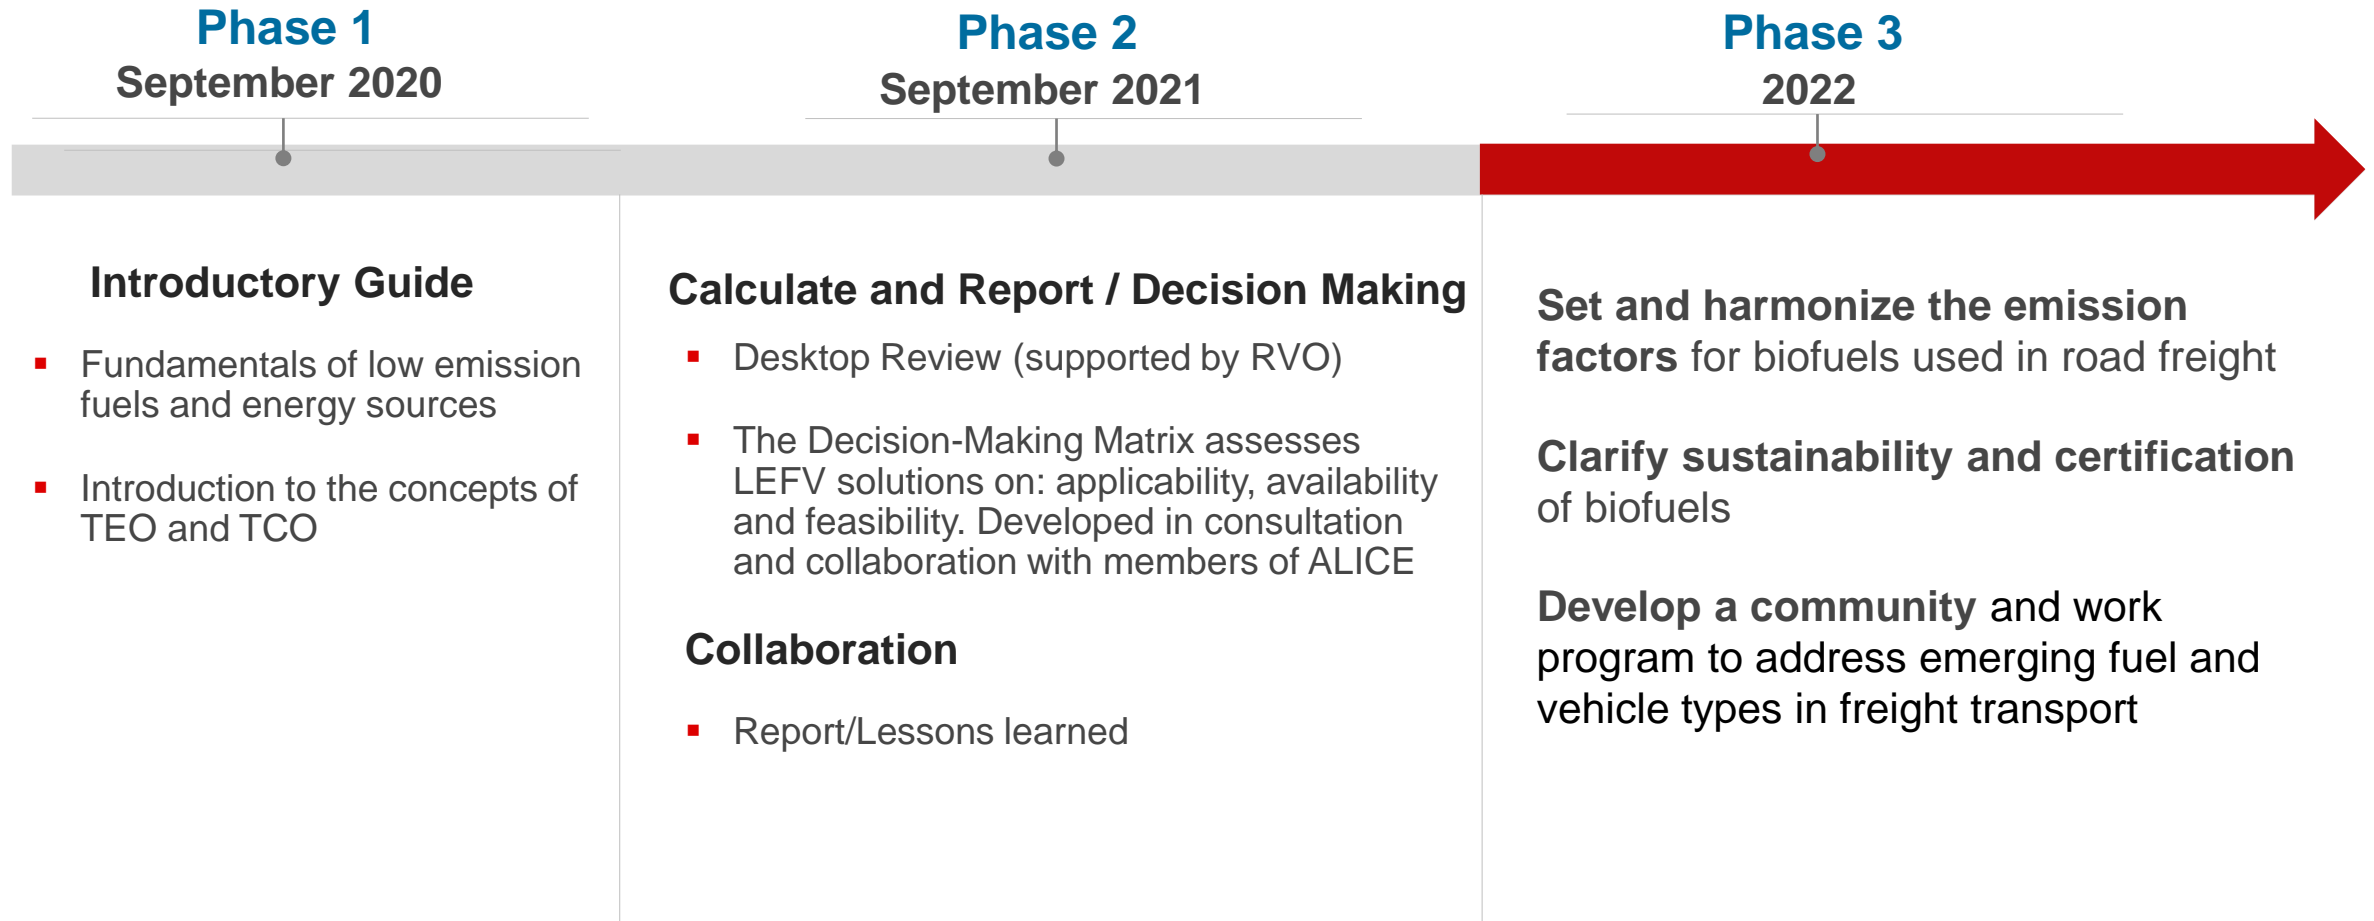 Phase 1
September 2020
Phase 2
September 2021
Phase 3
2022
Introductory Guide
▪ Fundamentals of low emission
fuels and energy sources
▪ Introduction to the concepts of
TEO and TCO
Calculate and Report / Decision Making
▪ Desktop Review (supported by RVO)
▪ The Decision-Making Matrix assesses
LEFV solutions on: applicability, availability
and feasibility. Developed in consultation
and collaboration with members of ALICE
Collaboration
▪ Report/Lessons learned
Set and harmonize the emission
factors for biofuels used in road freight
Clarify sustainability and certification
of biofuels
Develop a community and work
program to address emerging fuel and
vehicle types in freight transport